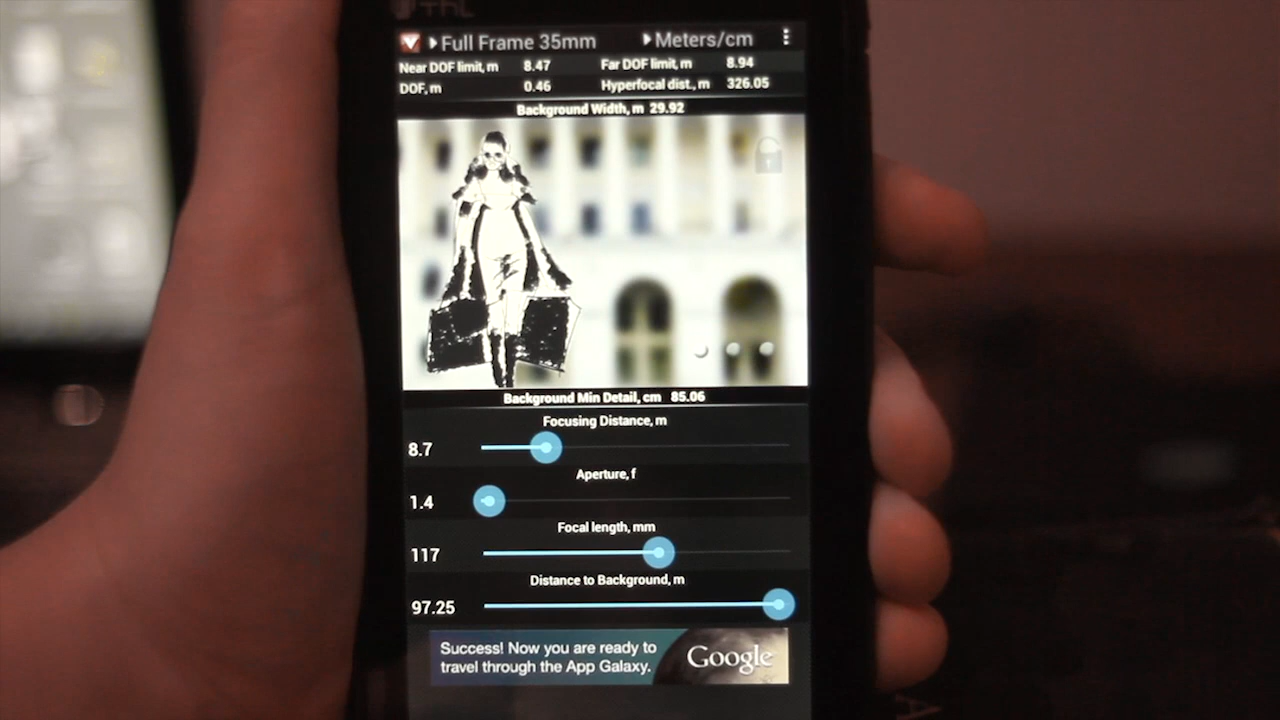 THL
Full Frame 35mm Meters/cm
Near DOF limit, m 8.47 Far DOF limit, m 8.94
DOF, m 0.46 Hyperfocal dist., m 326.05
Background Width, m 29.92
Background Min Detail, cm 85.06
Focusing Distance, m
8.7
Aperture, f
1.4
Focal length, mm
117
Distance to Background, m
97.25
Success! Now you are ready to
travel through the App Galaxy.
Google